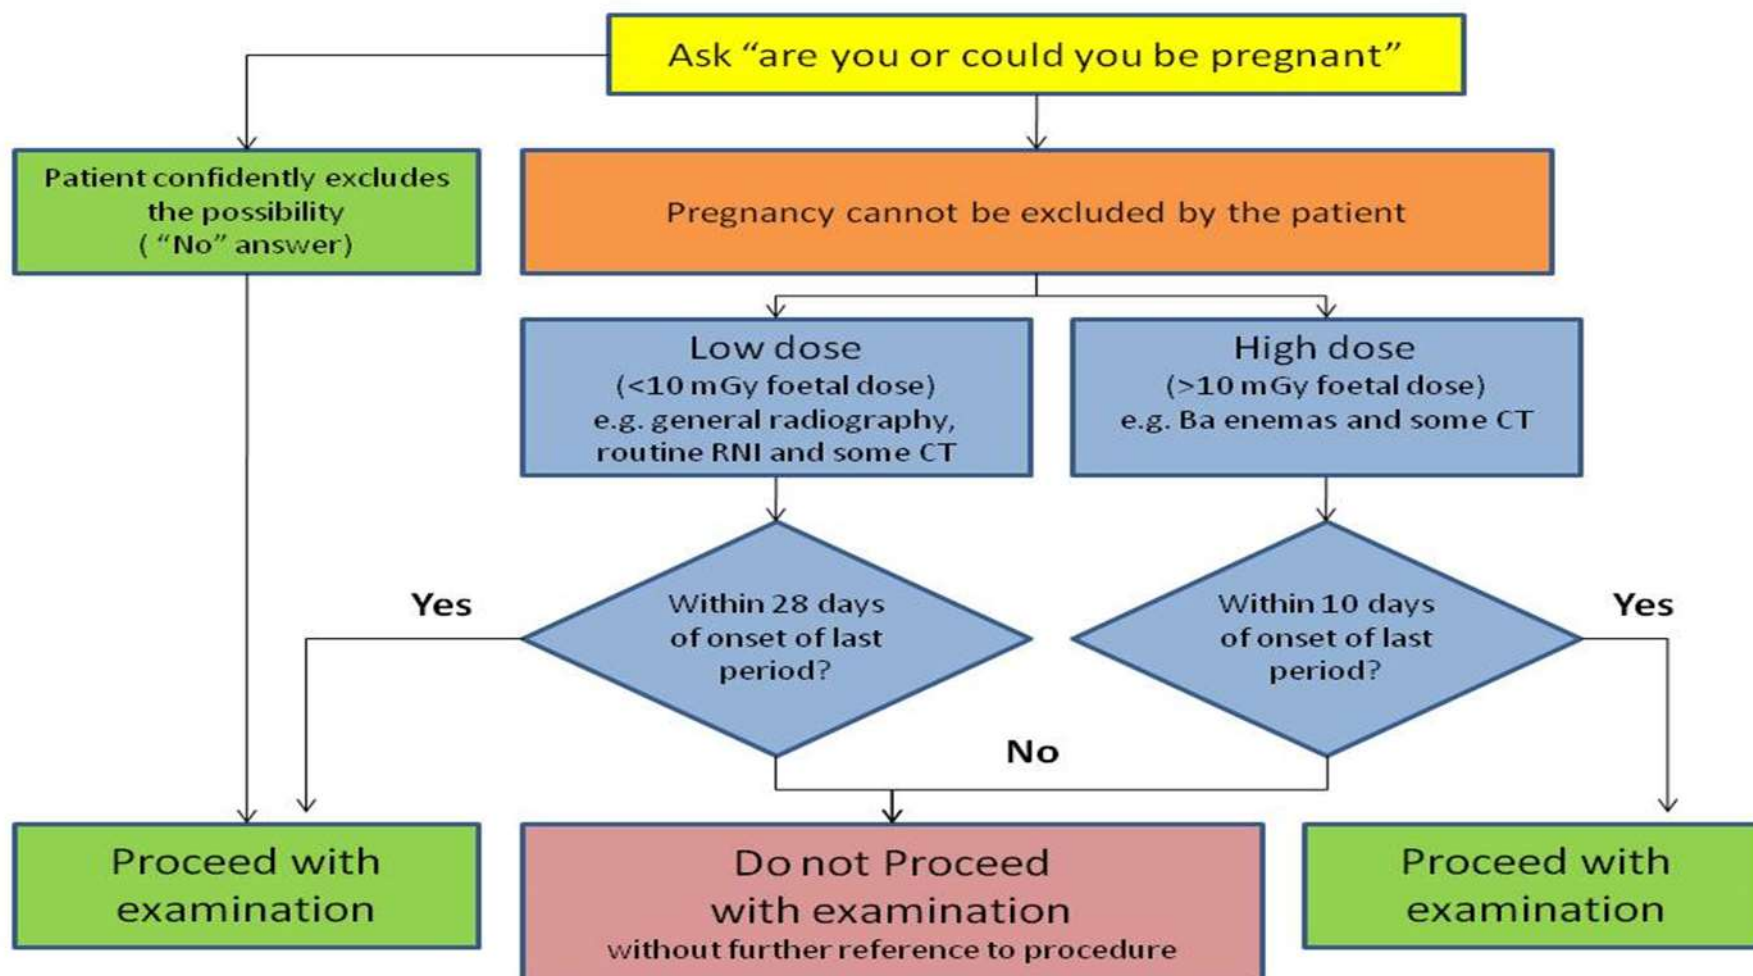 Ask “are you or could you be pregnant”
Patient confidently excludes
the possibility
( “No” answer)
Pregnancy cannot be excluded by the patient
Low dose
(<10 mGy foetal dose)
e.g. general radiography,
routine RNI and some CT
High dose
(>10 mGy foetal dose)
e.g. Ba enemas and some CT
Yes
Within 28 days
of onset of last
period?
Within 10 days
of onset of last
period?
Yes
No
Proceed with
examination
Do not Proceed
with examination
without further reference to procedure
Proceed with
examination